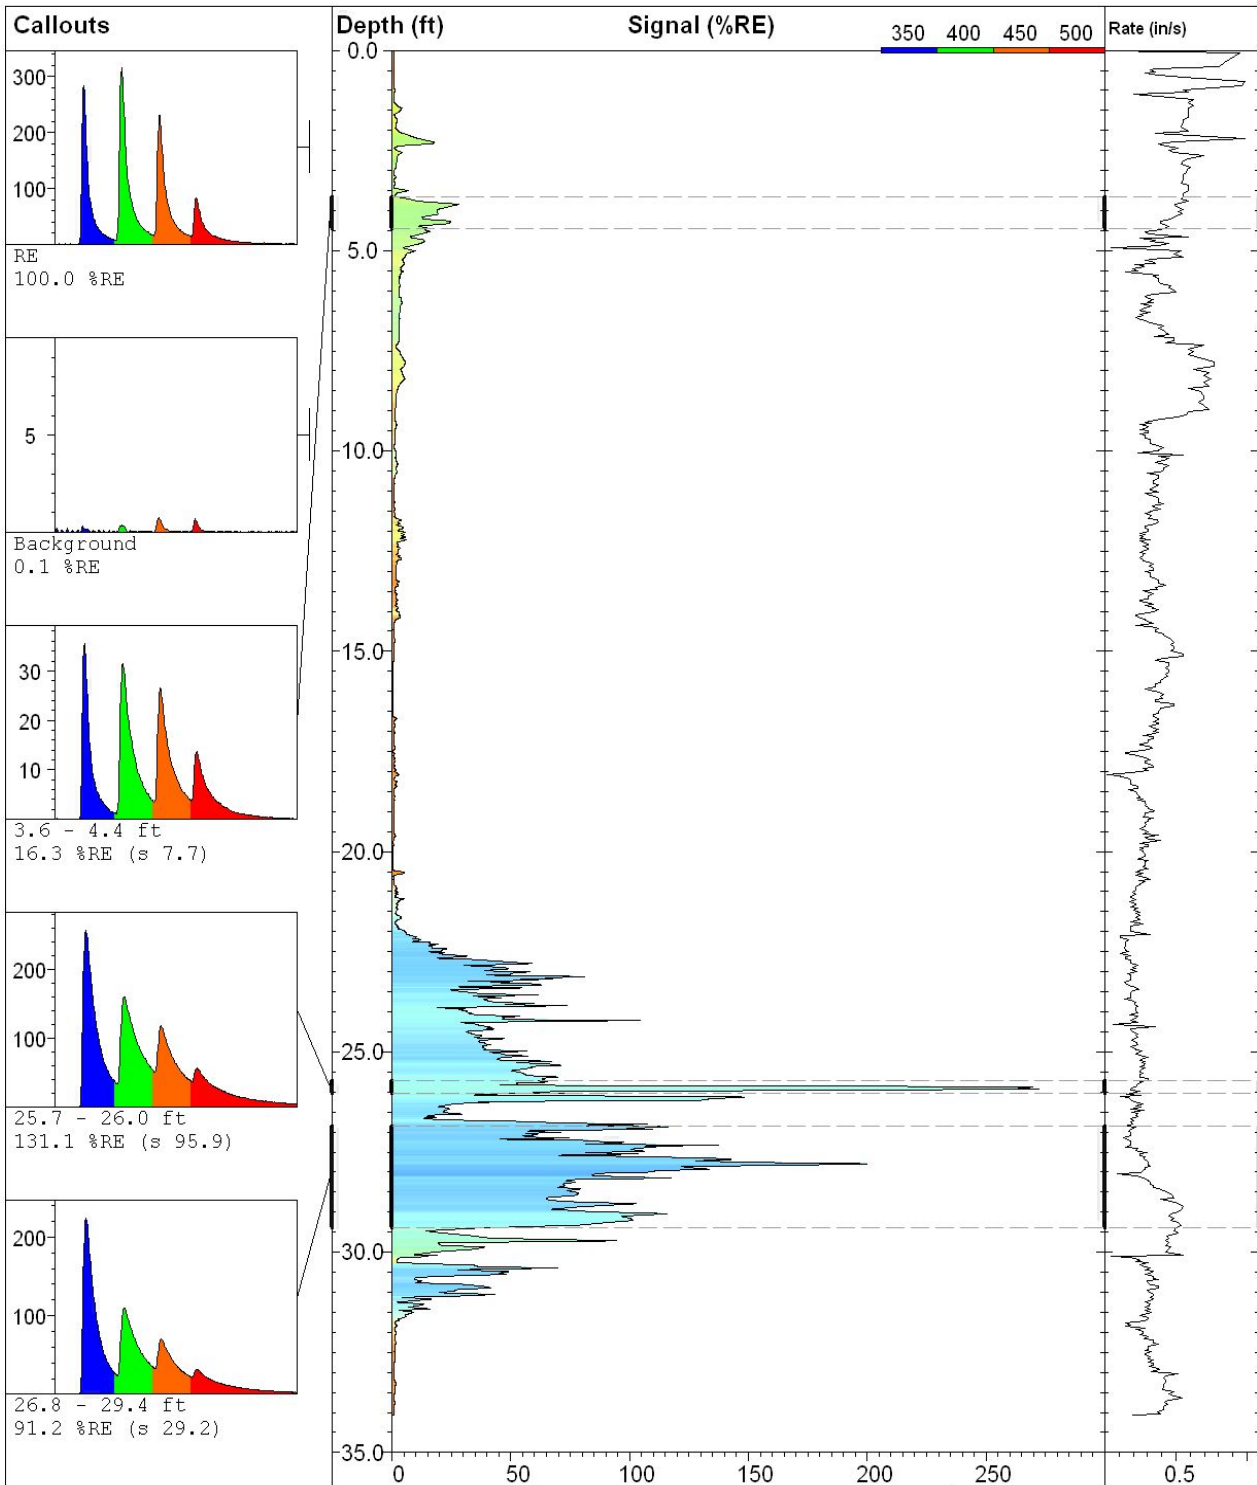 Callouts
Depth (ft)
Signal (%RE)
350 400 450 500
Rate (in/s)
300
200
100
RE
100.0 %RE
5
Background
0.1 %RE
30
20
10
3.6 - 4.4 ft
16.3 %RE (s 7.7)
200
100
25.7 - 26.0 ft
131.1 %RE (s 95.9)
200
100
26.8 - 29.4 ft
91.2 %RE (s 29.2)
0.0
5.0
10.0
15.0
20.0
25.0
30.0
35.0
0 50 100 150 200 250
0.5